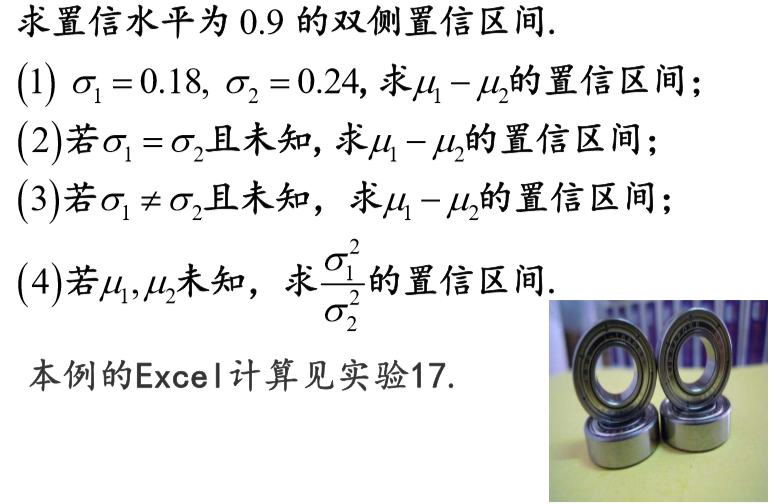 求置信水平为 0.9 的双侧置信区间.
(1) σ₁ = 0.18, σ₂ = 0.24, 求μ₁ − μ₂的置信区间；
(2)若σ₁ = σ₂且未知, 求μ₁ − μ₂的置信区间；
(3)若σ₁ ≠ σ₂且未知，求μ₁ − μ₂的置信区间；
(4)若μ₁, μ₂未知，求σ₁²/σ₂²的置信区间.
本例的Excel计算见实验17.